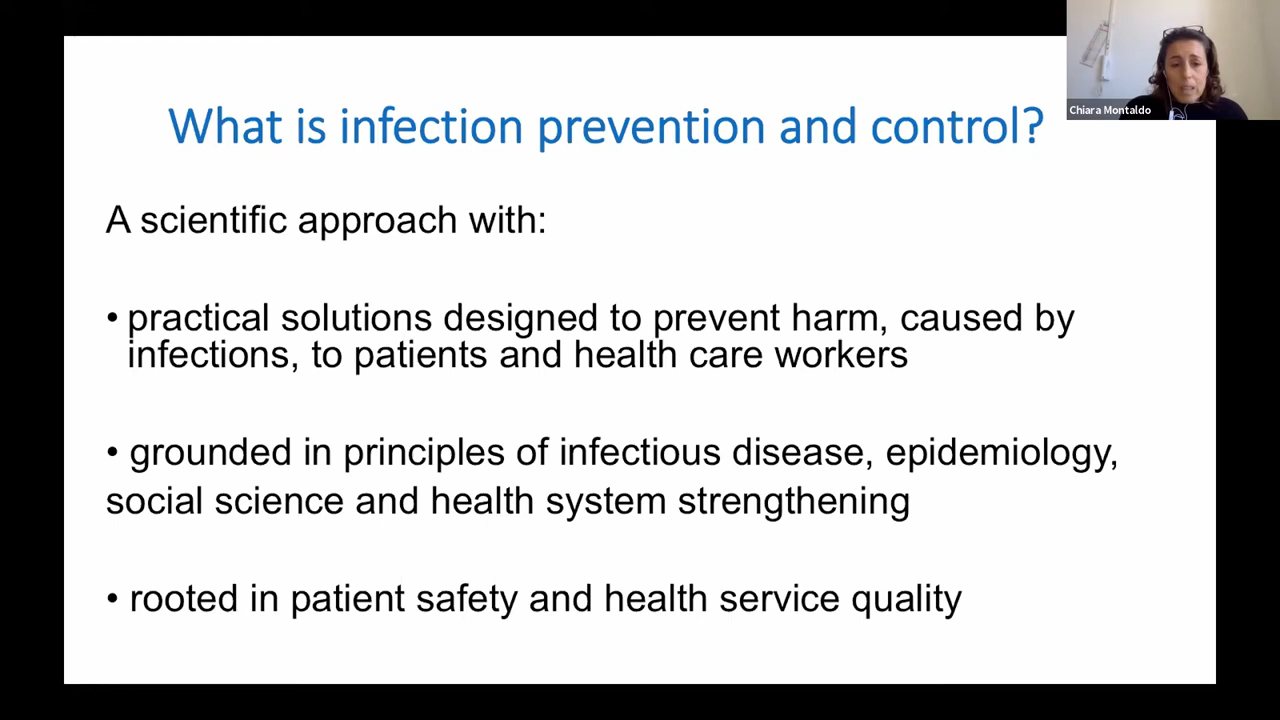 What is infection prevention and control?
Chiara Montaldo
A scientific approach with:
• practical solutions designed to prevent harm, caused by
infections, to patients and health care workers
• grounded in principles of infectious disease, epidemiology,
social science and health system strengthening
• rooted in patient safety and health service quality